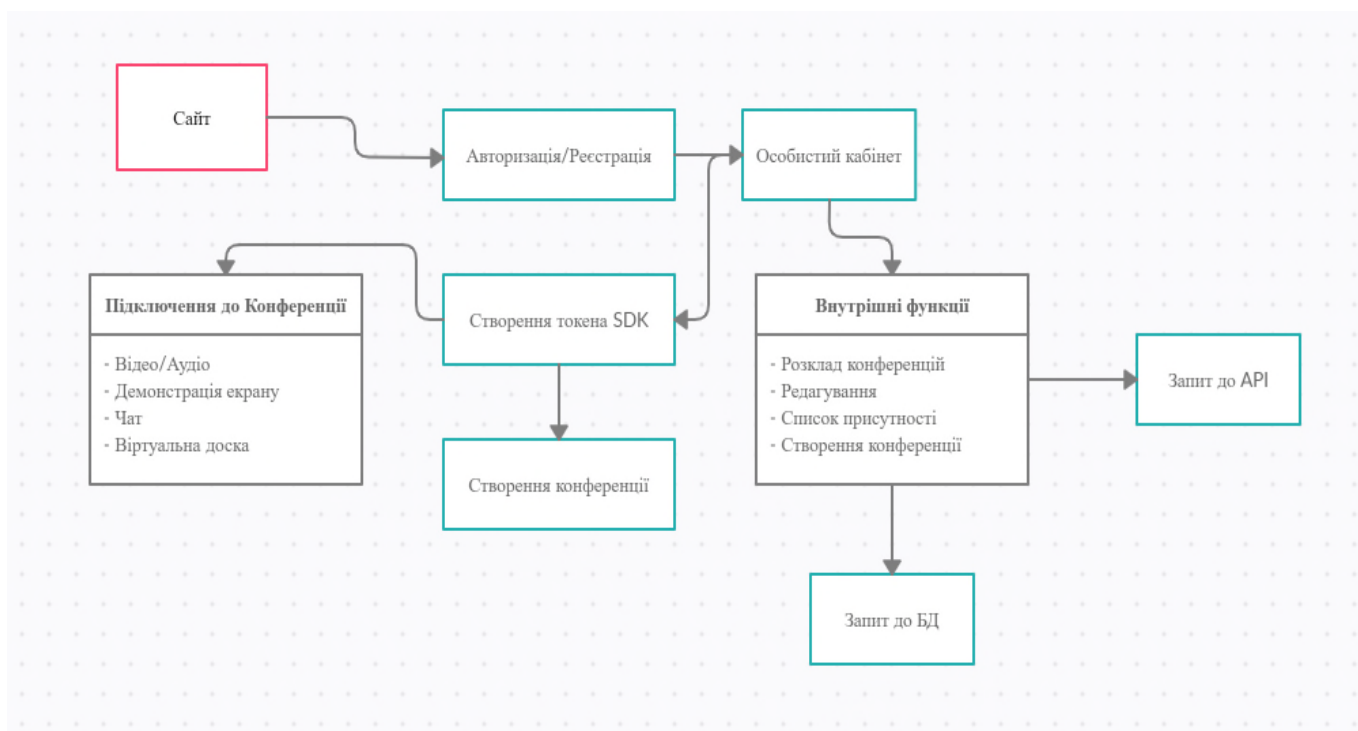 Сайт
Авторизація/Реєстрація
Особистий кабінет
Підключення до Конференції
- Відео/Аудіо
- Демонстрація екрану
- Чат
- Віртуальна доска
Створення токена SDK
Створення конференції
Внутрішні функції
- Розклад конференцій
- Редагування
- Список присутності
- Створення конференції
Запит до API
Запит до БД